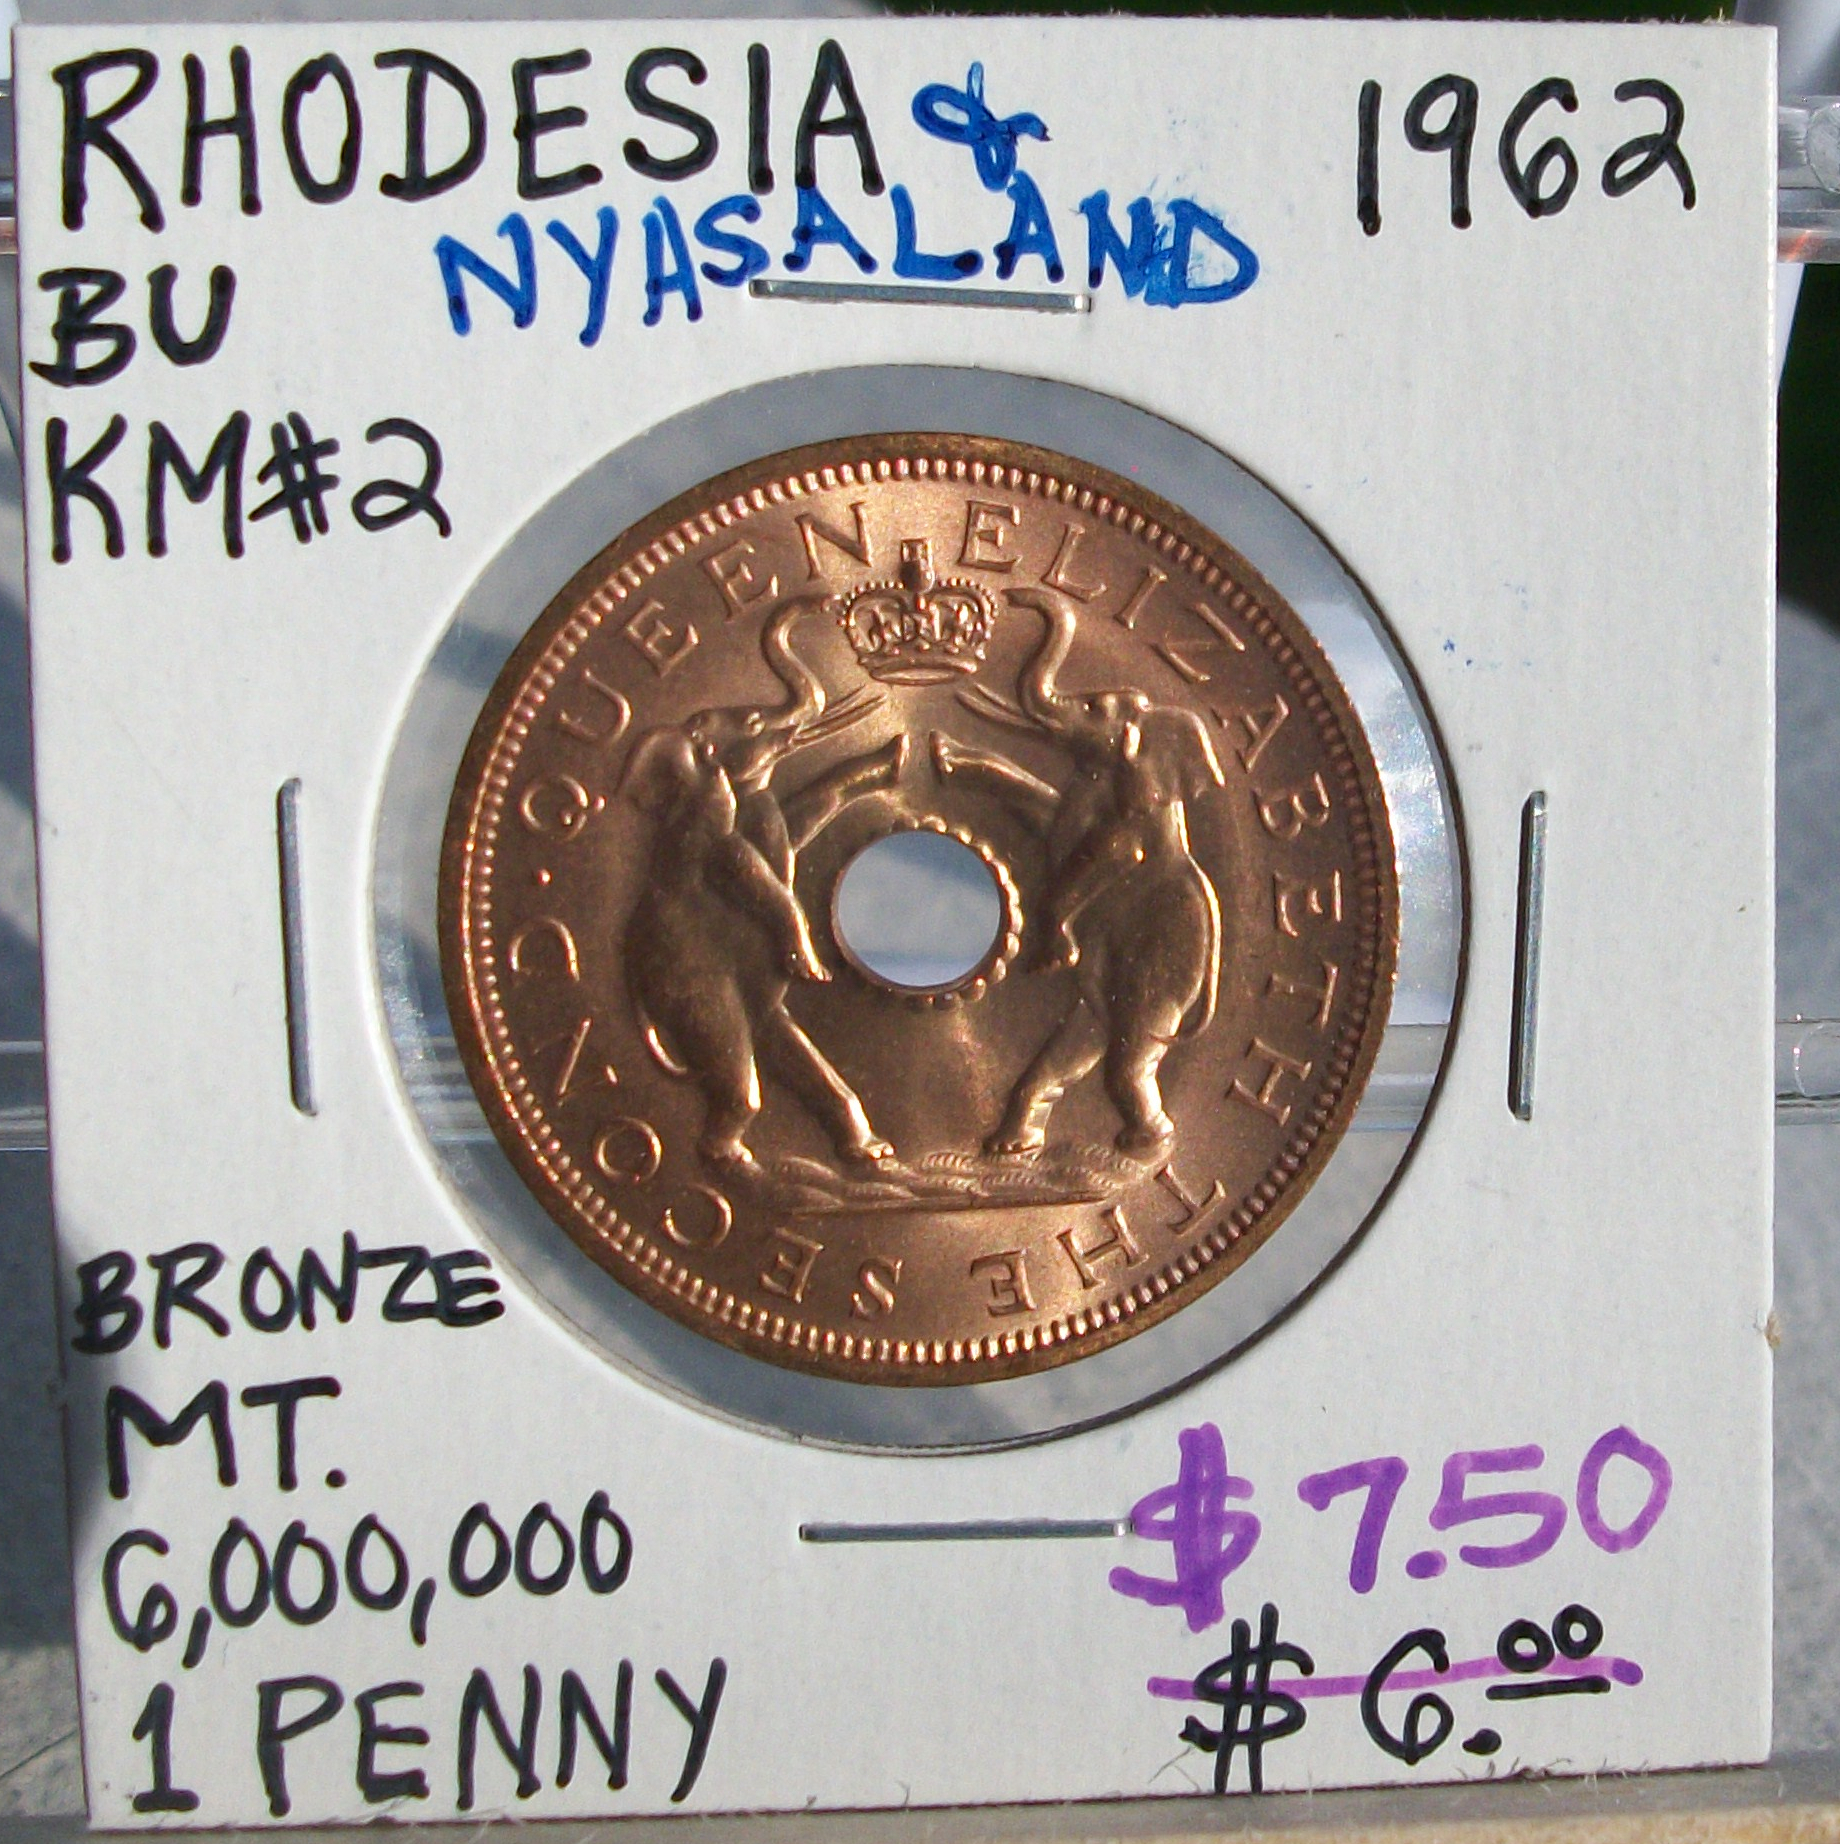 RHODESIA & 1962
NYASALAND
BU
KM#2
QUEEN ELIZABETH THE SECOND
BRONZE
MT.
6,000,000
1 PENNY
$7.50
$6.00